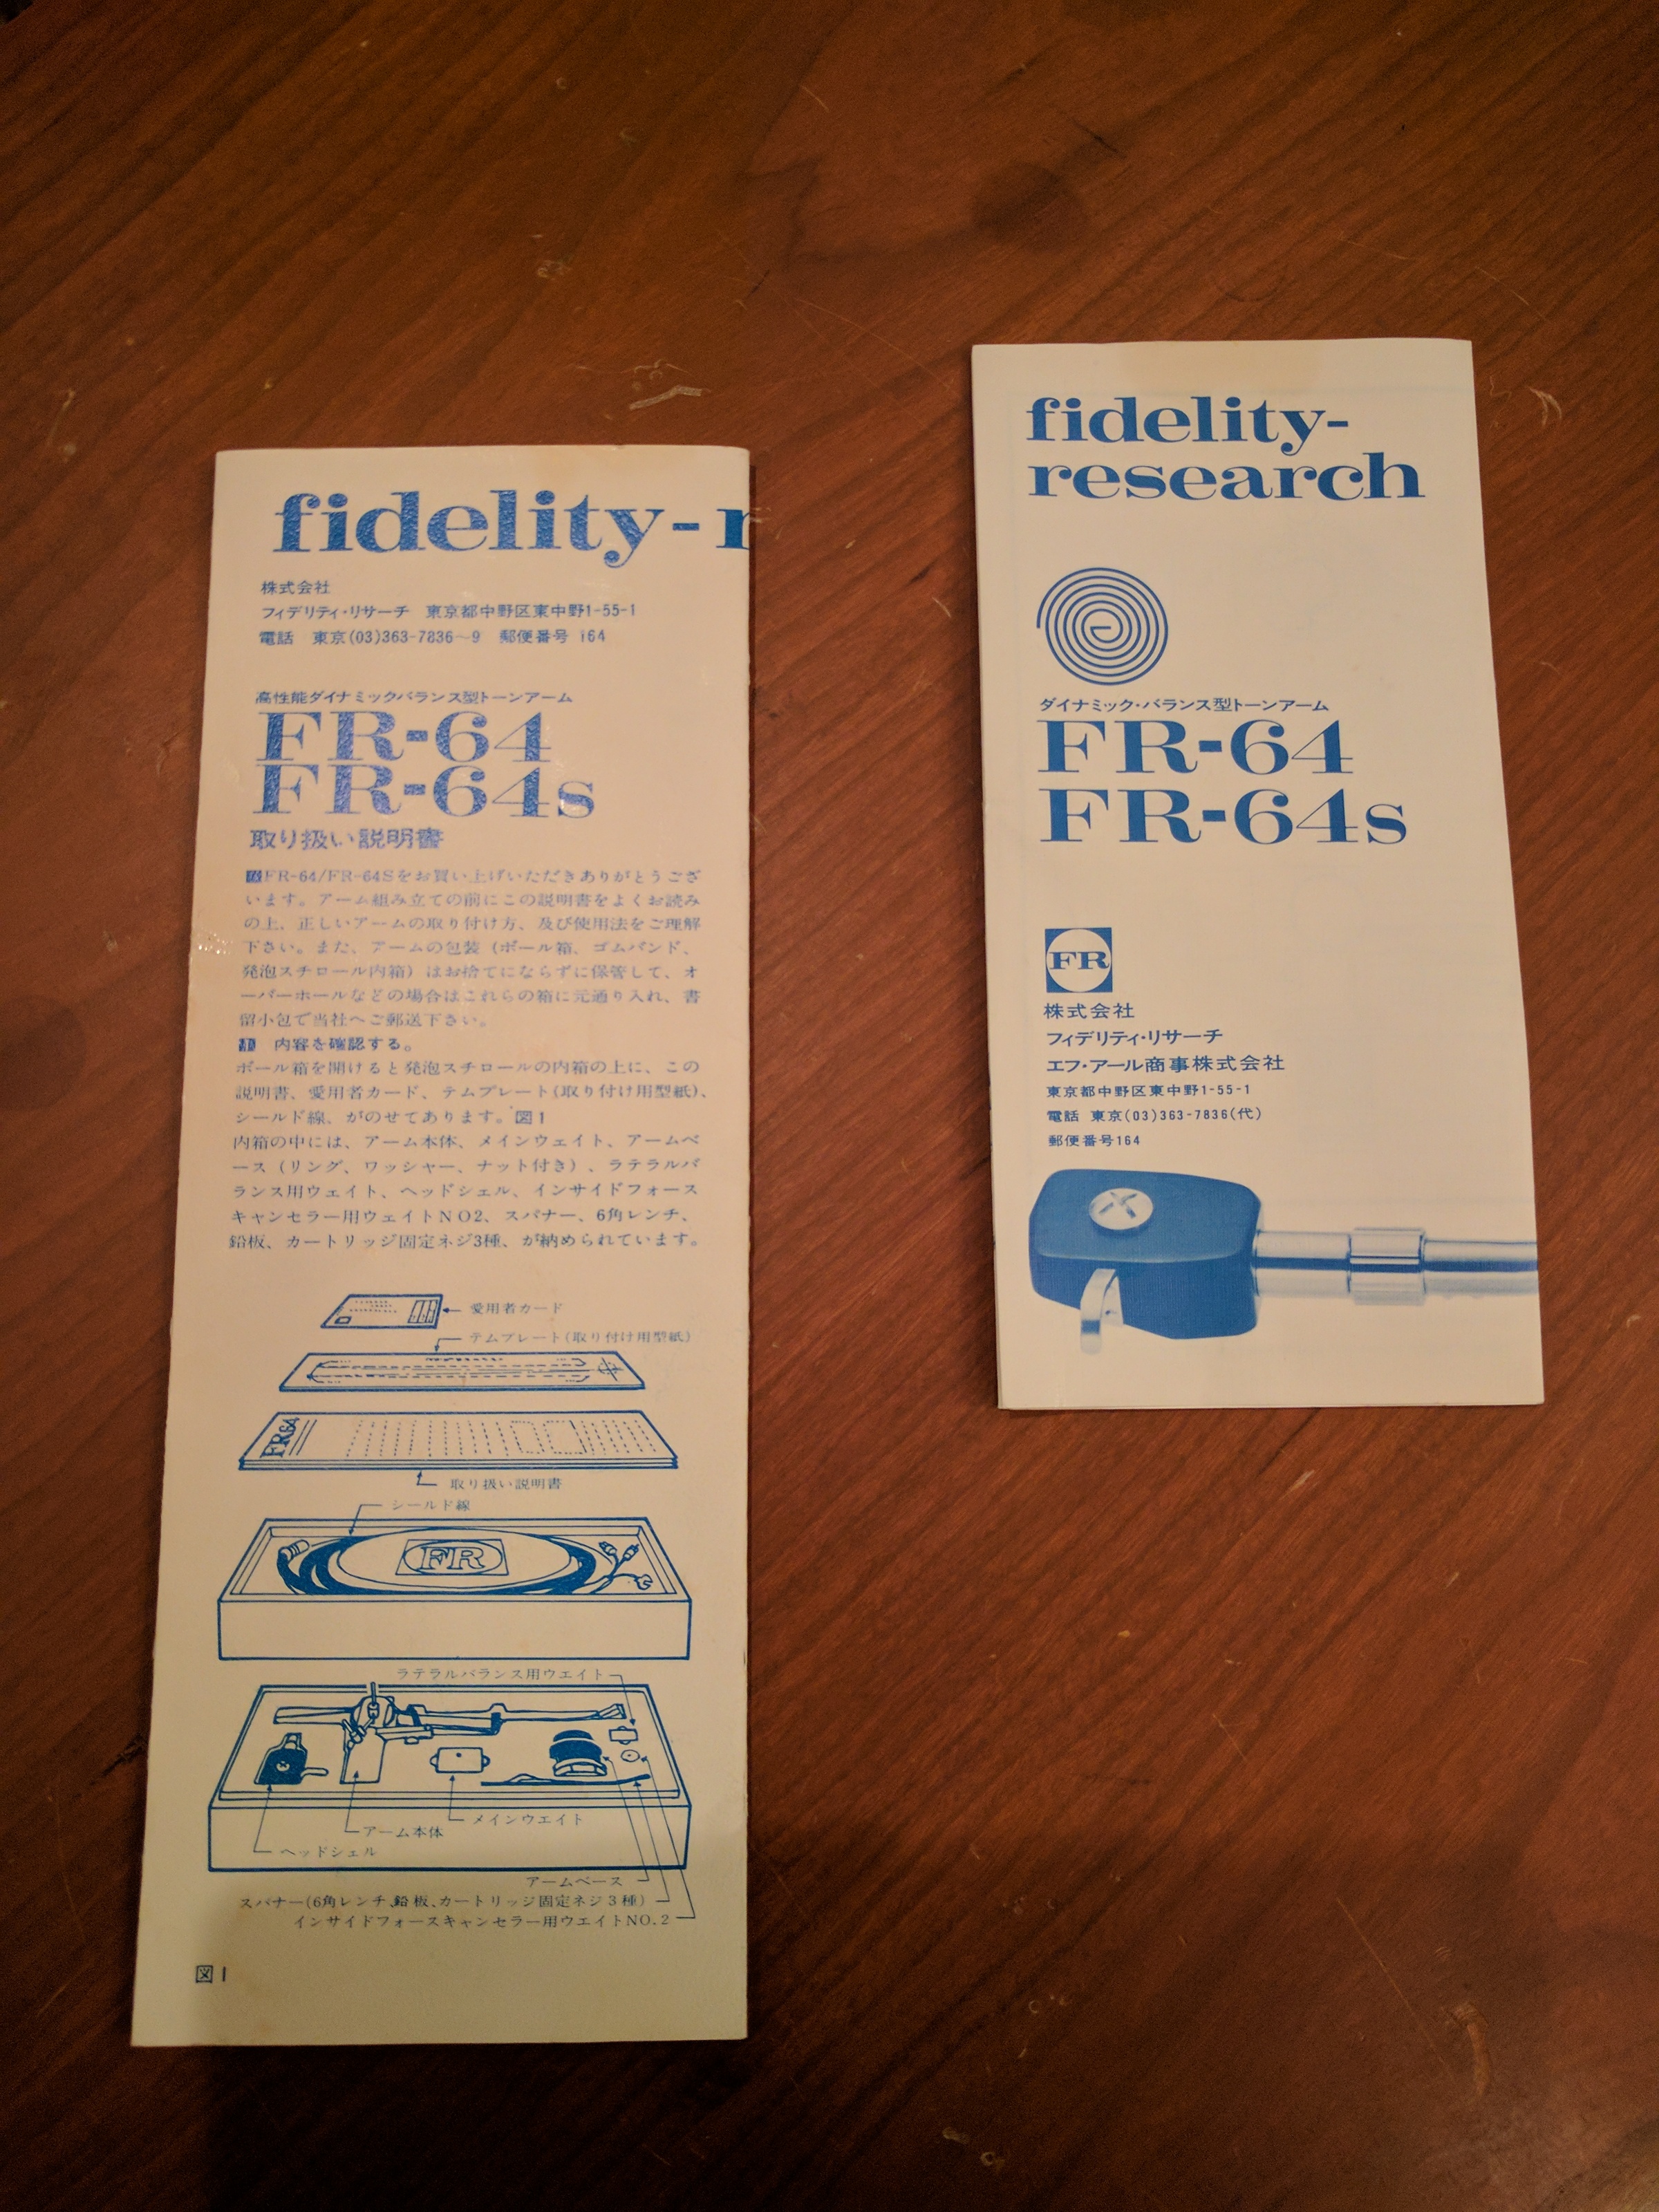 fidelity-r
株式会社
フィデリティ・リサーチ 東京都中野区東中野1-55-1
電話 東京(03)363-7836〜9 郵便番号 164
高性能ダイナミックバランス型トーンアーム
FR-64
FR-64s
取り扱い説明書
FR-64/FR-64Sをお買い上げいただきありがとうござ
います。アーム組み立ての前にこの説明書をよくお読み
の上、正しいアームの取り付け方、及び使用法をご理解
下さい。また、アームの包装(ボール箱、ゴムバンド、
発泡スチロール内箱)はお捨てにならずに保管して、オ
ーバーホールなどの場合はこれらの箱に元通り入れ、書
留小包で当社へご郵送下さい。
内容を確認する。
ボール箱を開けると発泡スチロールの内箱の上に、この
説明書、愛用者カード、テムプレート(取り付け用型紙)、
シールド線、がのせてあります。図1
内箱の中には、アーム本体、メインウェイト、アームベ
ース(リング、ワッシャー、ナット付き)、ラテラルバ
ランス用ウェイト、ヘッドシェル、インサイドフォース
キャンセラー用ウェイトNO2、スパナー、6角レンチ、
鉛板、カートリッジ固定ネジ3種、が納められています。
愛用者カード
テムプレート(取り付け用型紙)
FR64
取り扱い説明書
シールド線
FR
ラテラルバランス用ウエイト
メインウエイト
アーム本体
ヘッドシェル
アームベース
スパナー(6角レンチ、鉛板、カートリッジ固定ネジ3種)
インサイドフォースキャンセラー用ウエイトNO.2
図1
fidelity-
research
ダイナミック・バランス型トーンアーム
FR-64
FR-64s
FR
株式会社
フィデリティ・リサーチ
エフ・アール商事株式会社
東京都中野区東中野1-55-1
電話 東京(03)363-7836(代)
郵便番号164